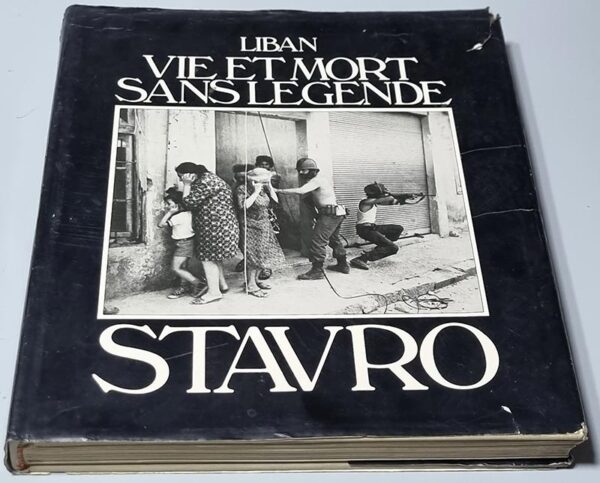 LIBAN
VIE ET MORT
SANS LEGENDE
STAVRO